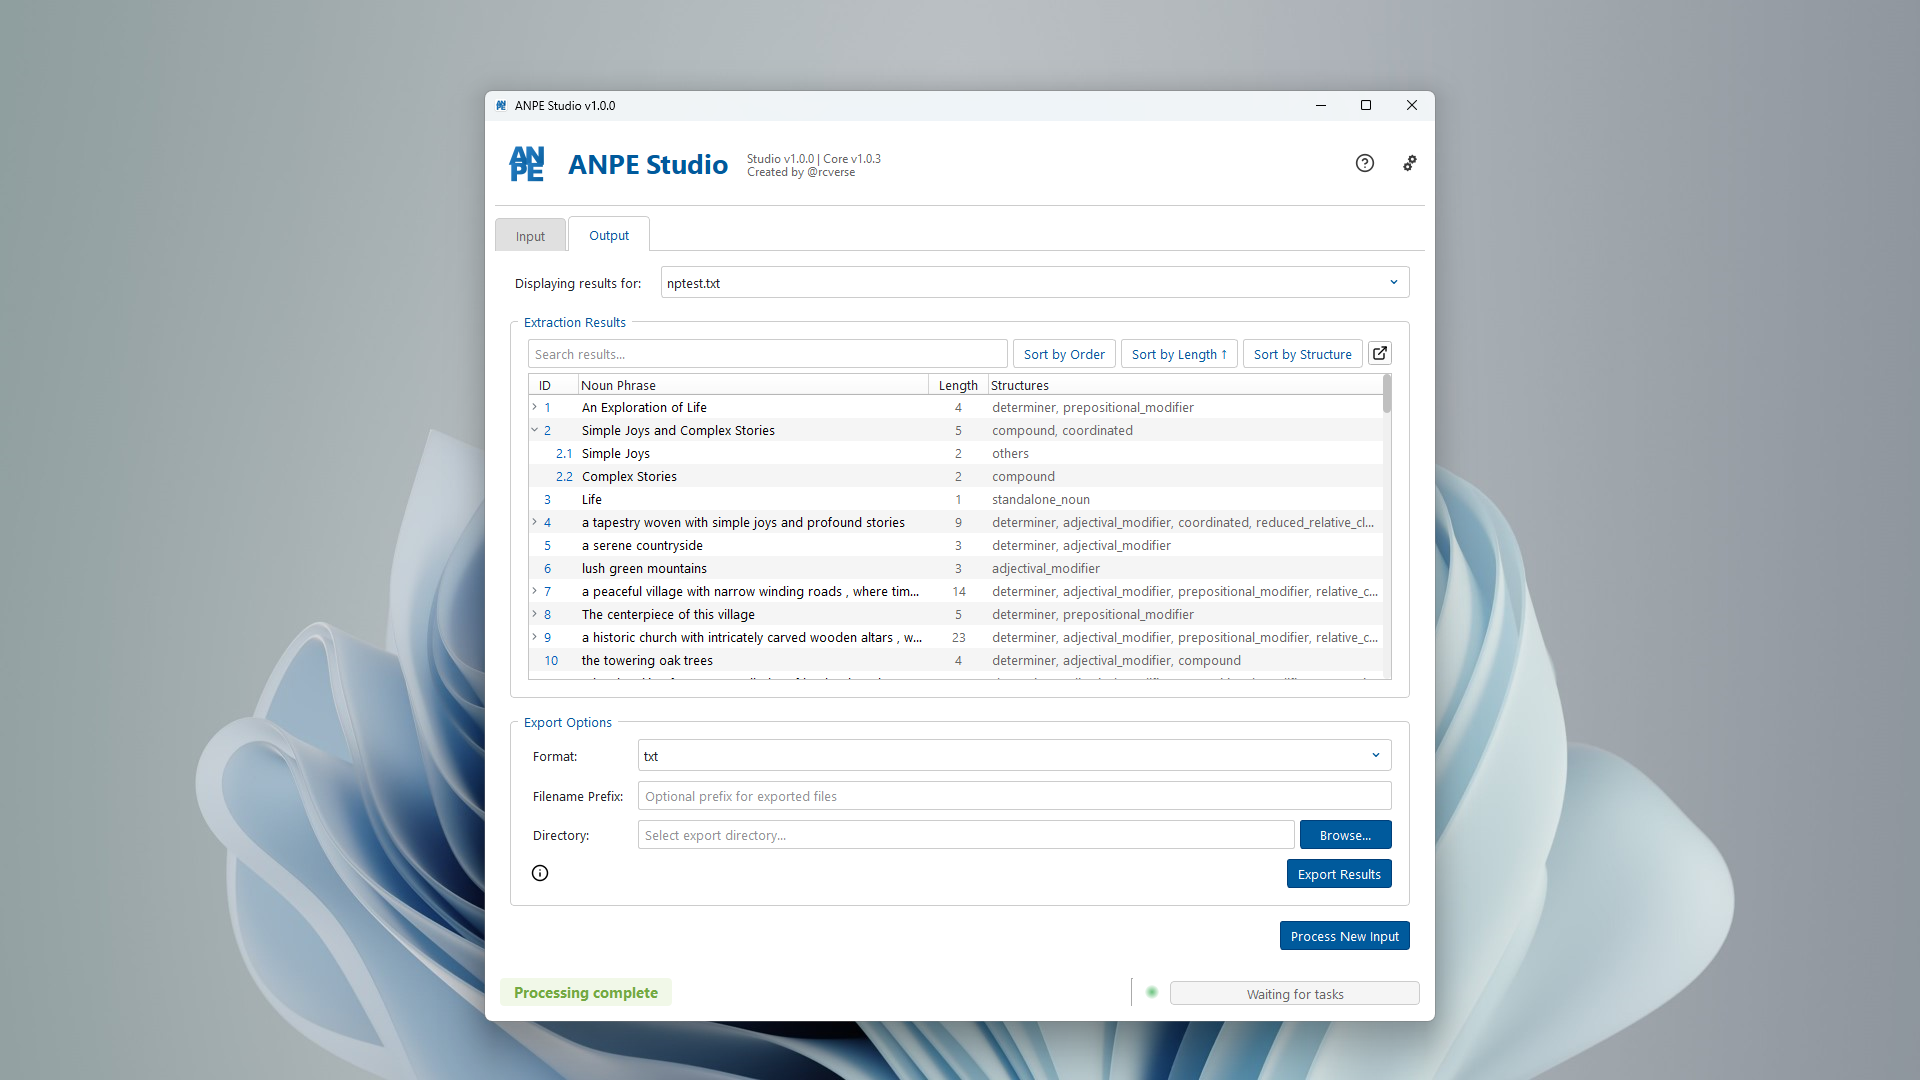 ANPE Studio v1.0.0
ANPE
ANPE Studio
Studio v1.0.0 | Core v1.0.3
Created by @rcverse
Input
Output
Displaying results for:
nptest.txt
Extraction Results
Search results...
Sort by Order
Sort by Length ↑
Sort by Structure
ID Noun Phrase Length Structures
1 An Exploration of Life 4 determiner, prepositional_modifier
2 Simple Joys and Complex Stories 5 compound, coordinated
2.1 Simple Joys 2 others
2.2 Complex Stories 2 compound
3 Life 1 standalone_noun
4 a tapestry woven with simple joys and profound stories 9 determiner, adjectival_modifier, coordinated, reduced_relative_cl...
5 a serene countryside 3 determiner, adjectival_modifier
6 lush green mountains 3 adjectival_modifier
7 a peaceful village with narrow winding roads , where tim... 14 determiner, adjectival_modifier, prepositional_modifier, relative_c...
8 The centerpiece of this village 5 determiner, prepositional_modifier
9 a historic church with intricately carved wooden altars , w... 23 determiner, adjectival_modifier, prepositional_modifier, relative_c...
10 the towering oak trees 4 determiner, adjectival_modifier, compound
Export Options
Format:
txt
Filename Prefix:
Optional prefix for exported files
Directory:
Select export directory...
Browse...
Export Results
Process New Input
Processing complete
Waiting for tasks